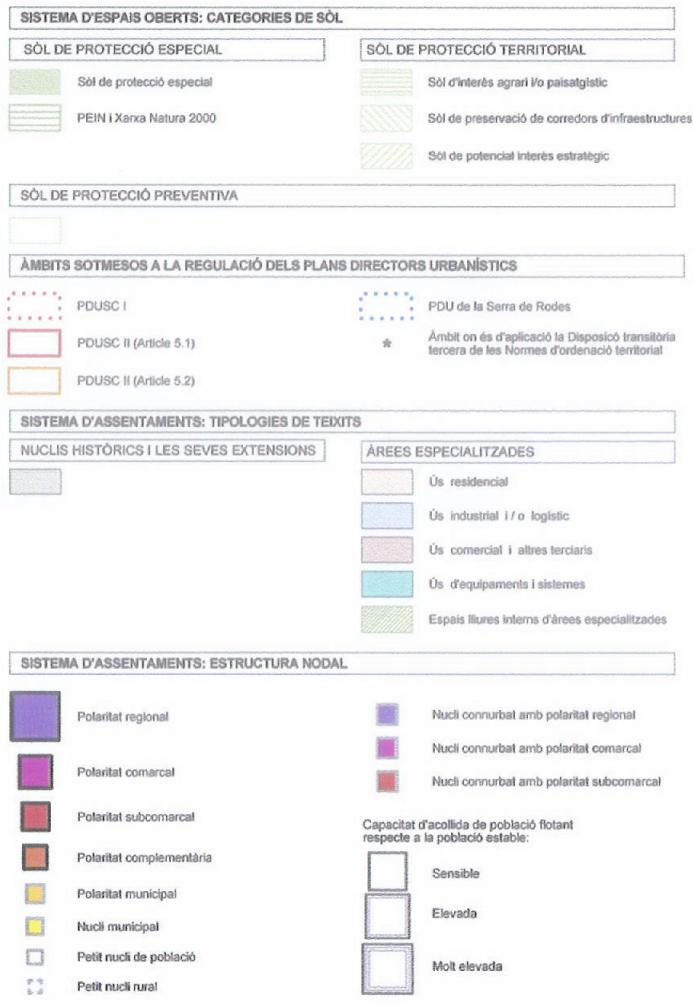 SISTEMA D'ESPAIS OBERTS: CATEGORIES DE SÒL
SÒL DE PROTECCIÓ ESPECIAL
Sòl de protecció especial
PEIN i Xarxa Natura 2000
SÒL DE PROTECCIÓ TERRITORIAL
Sòl d'interès agrari i/o paisatgístic
Sòl de preservació de corredors d'infraestructures
Sòl de potencial interès estratègic
SÒL DE PROTECCIÓ PREVENTIVA
ÀMBITS SOTMESOS A LA REGULACIÓ DELS PLANS DIRECTORS URBANÍSTICS
PDUSC I
PDUSC II (Article 5.1)
PDUSC II (Article 5.2)
PDU de la Serra de Rodes
* Àmbit on és d'aplicació la Disposicó transitòria
tercera de les Normes d'ordenació territorial
SISTEMA D'ASSENTAMENTS: TIPOLOGIES DE TEIXITS
NUCLIS HISTÒRICS I LES SEVES EXTENSIONS
ÀREES ESPECIALITZADES
Ús residencial
Ús industrial i / o logístic
Ús comercial i altres terciaris
Ús d'equipaments i sistemes
Espais lliures interns d'àrees especialitzades
SISTEMA D'ASSENTAMENTS: ESTRUCTURA NODAL
Polaritat regional
Polaritat comarcal
Polaritat subcomarcal
Polaritat complementària
Polaritat municipal
Nucli municipal
Petit nucli de població
Petit nucli rural
Nucli connurbat amb polaritat regional
Nucli connurbat amb polaritat comarcal
Nucli connurbat amb polaritat subcomarcal
Capacitat d'acollida de població flotant
respecte a la població estable:
Sensible
Elevada
Molt elevada